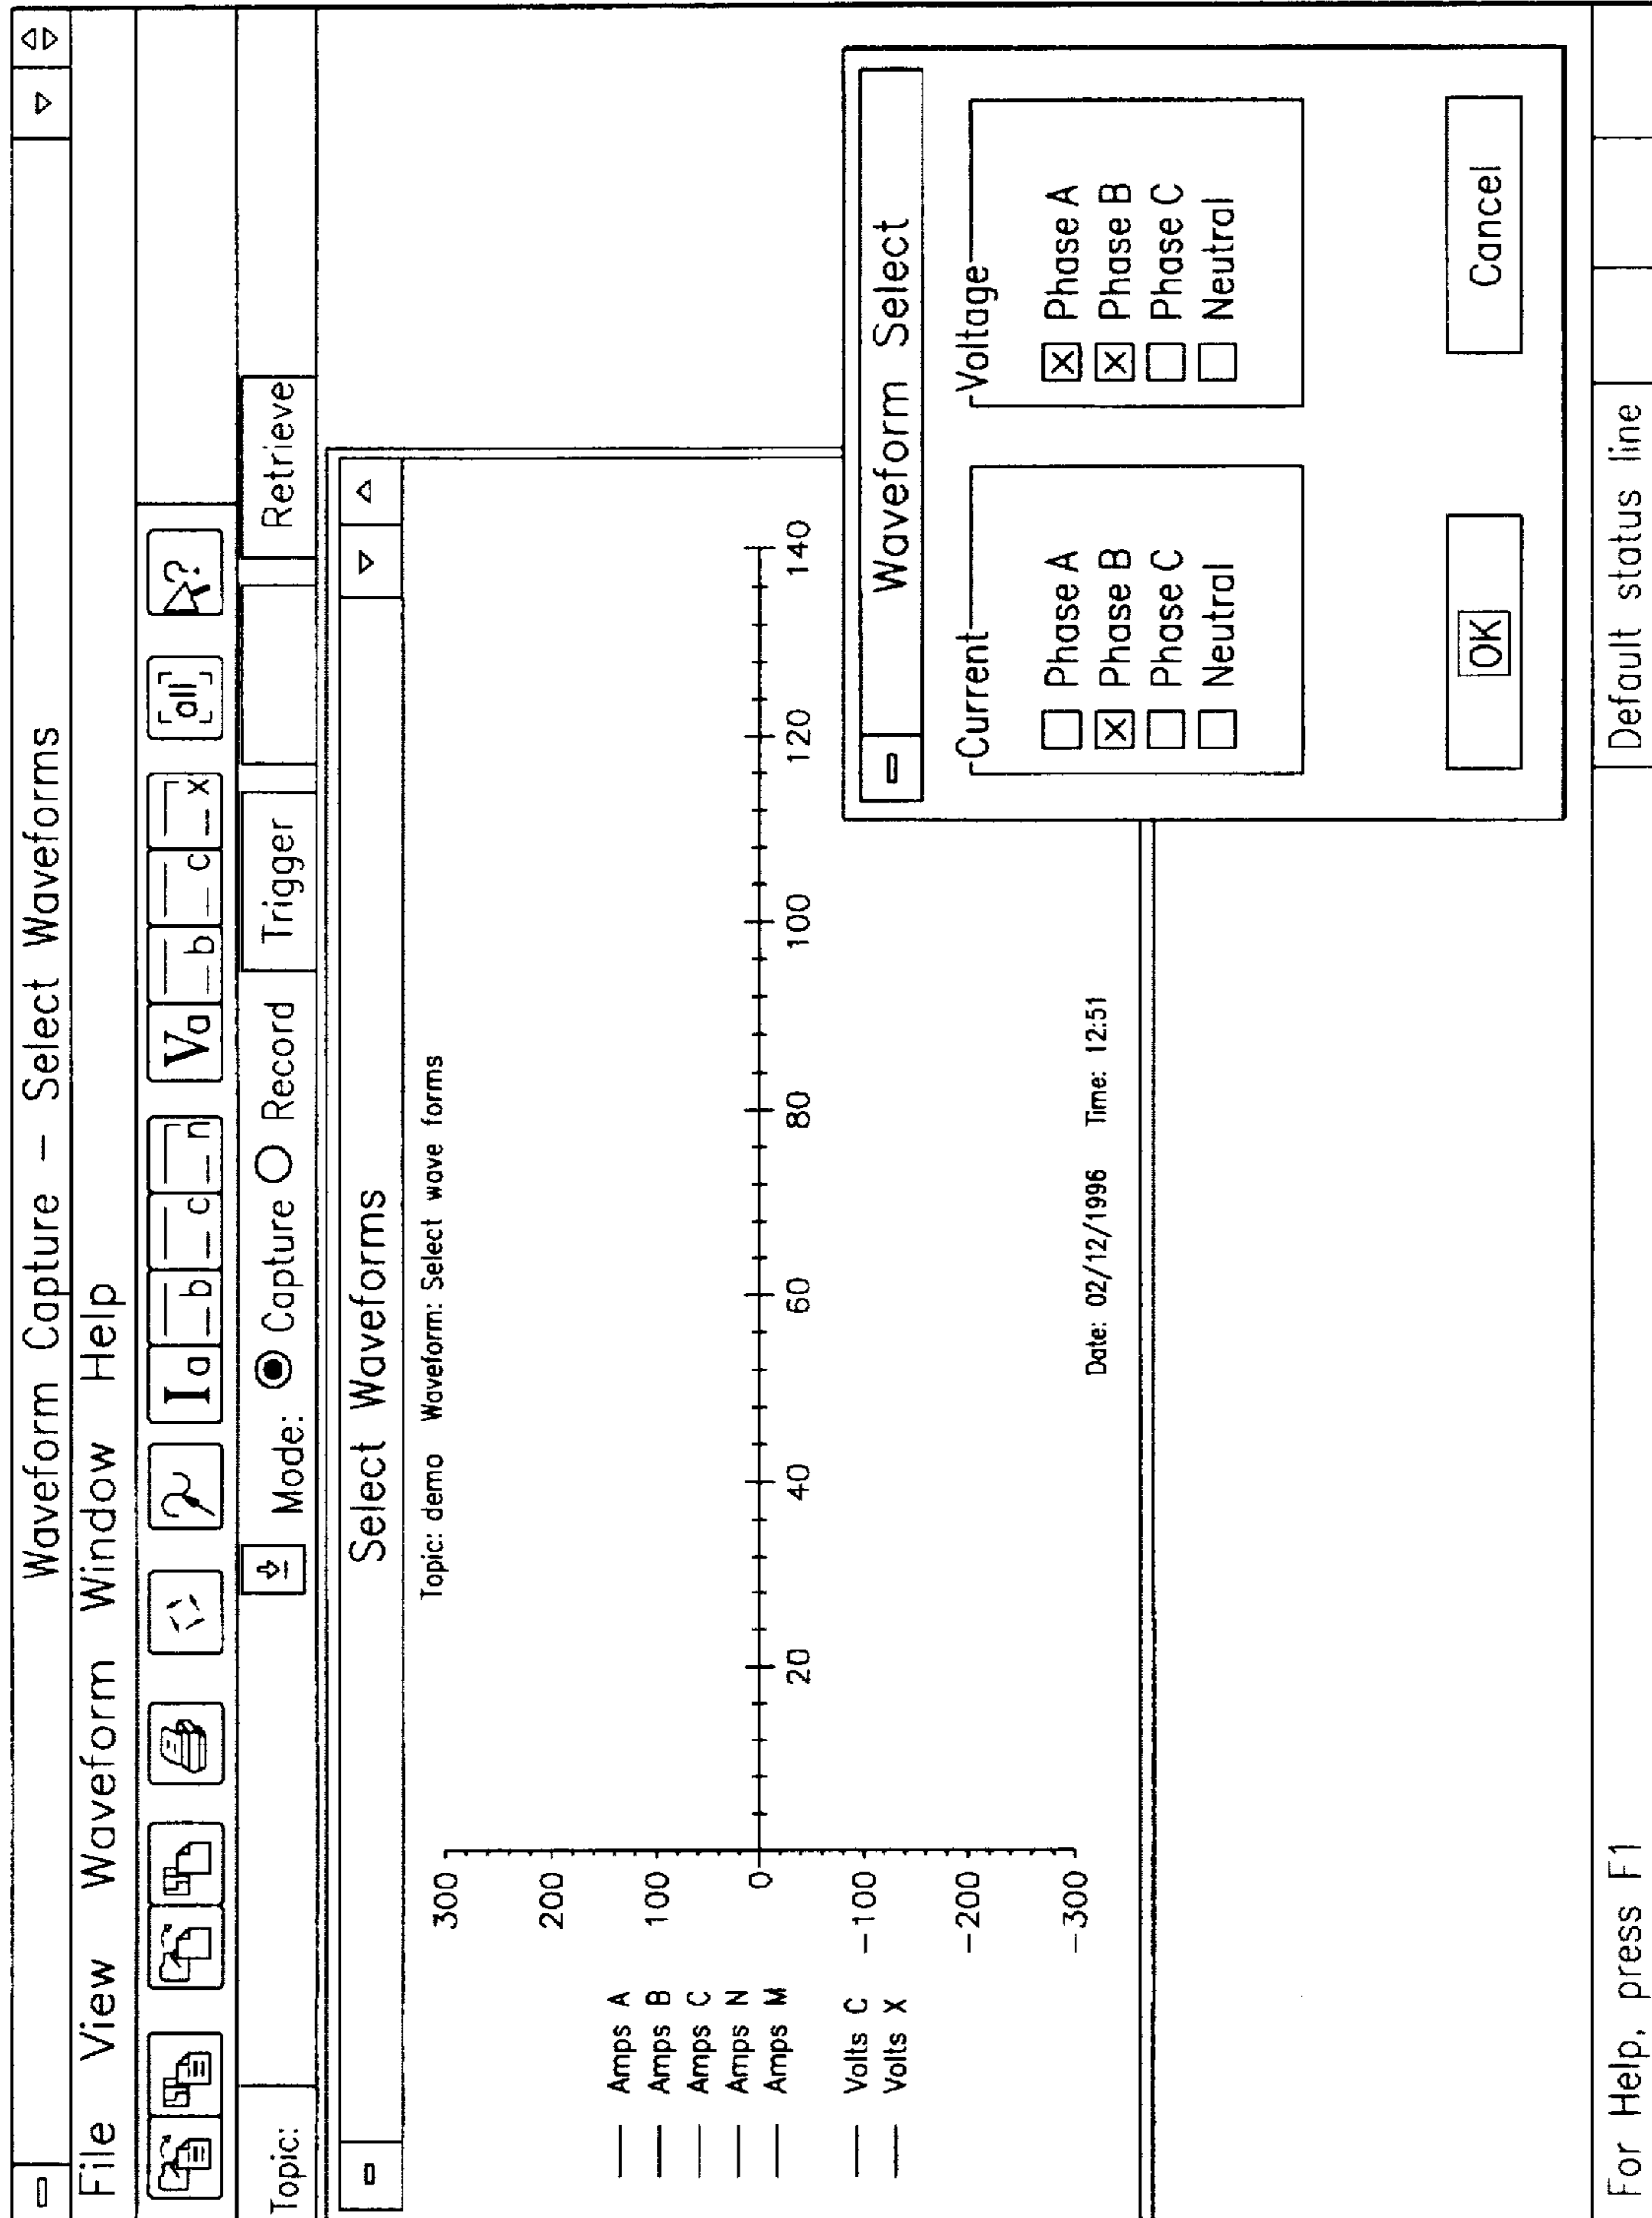 Waveform Capture – Select Waveforms
File View Waveform Window Help
I a b c n Va b c x [all] ?
Topic: Mode: Capture Record Trigger Retrieve
Select Waveforms
Topic: demo Waveform: Select wave forms
300
200
100
0
-100
-200
-300
20 40 60 80 100 120 140
Amps A
Amps B
Amps C
Amps N
Amps M
Volts C
Volts X
Date: 02/12/1996 Time: 12:51
Waveform Select
Current
Phase A
Phase B
Phase C
Neutral
Voltage
Phase A
Phase B
Phase C
Neutral
OK Cancel
For Help, press F1 Default status line